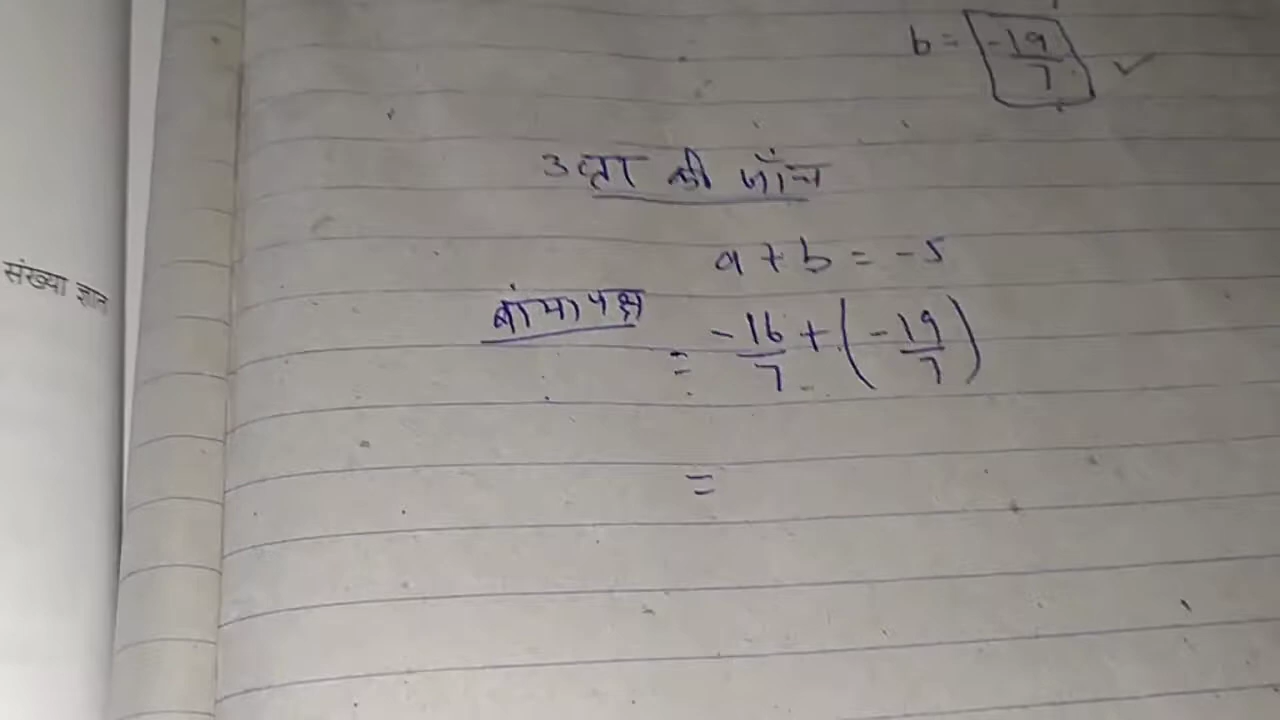 b = -19/7 ✓
उत्तर की जाँच
a + b = -5
बांया पक्ष
= -16/7 + (-19/7)
=
संख्या ज्ञान